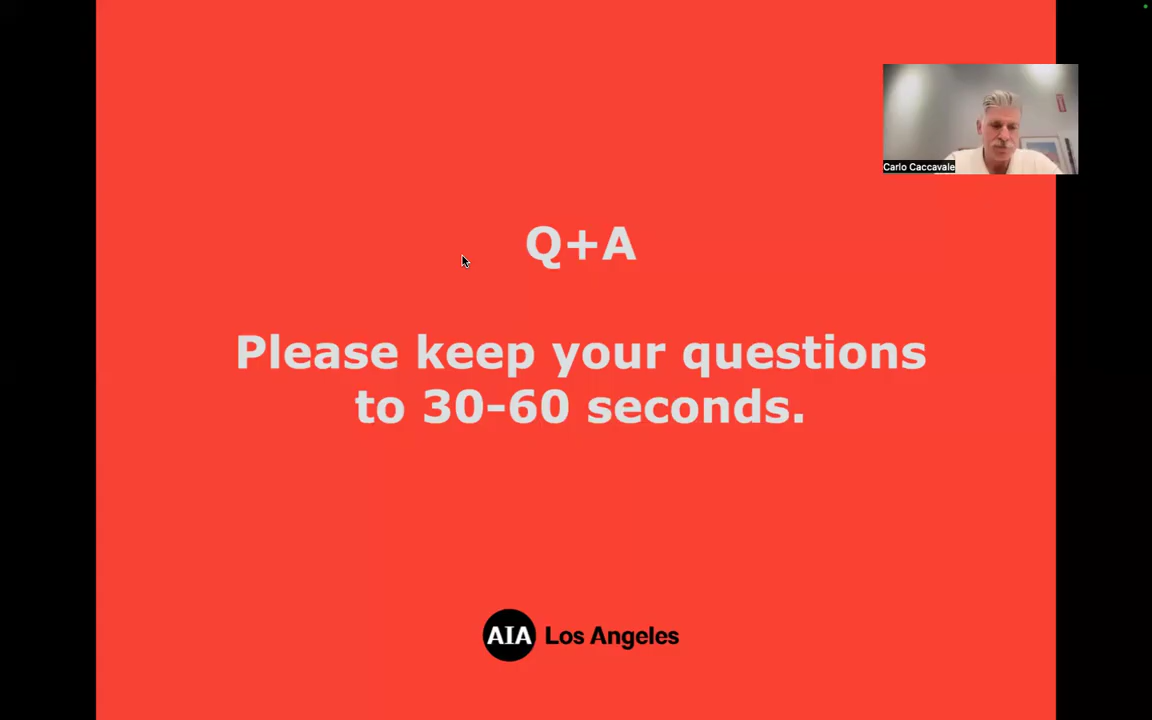 Carlo Caccavale
Q+A
Please keep your questions
to 30-60 seconds.
AIA Los Angeles